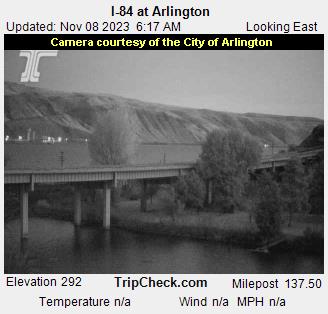 I-84 at Arlington
Updated: Nov 08 2023 6:17 AM Looking East
Camera courtesy of the City of Arlington
Elevation 292 TripCheck.com Milepost 137.50
Temperature n/a Wind n/a MPH n/a